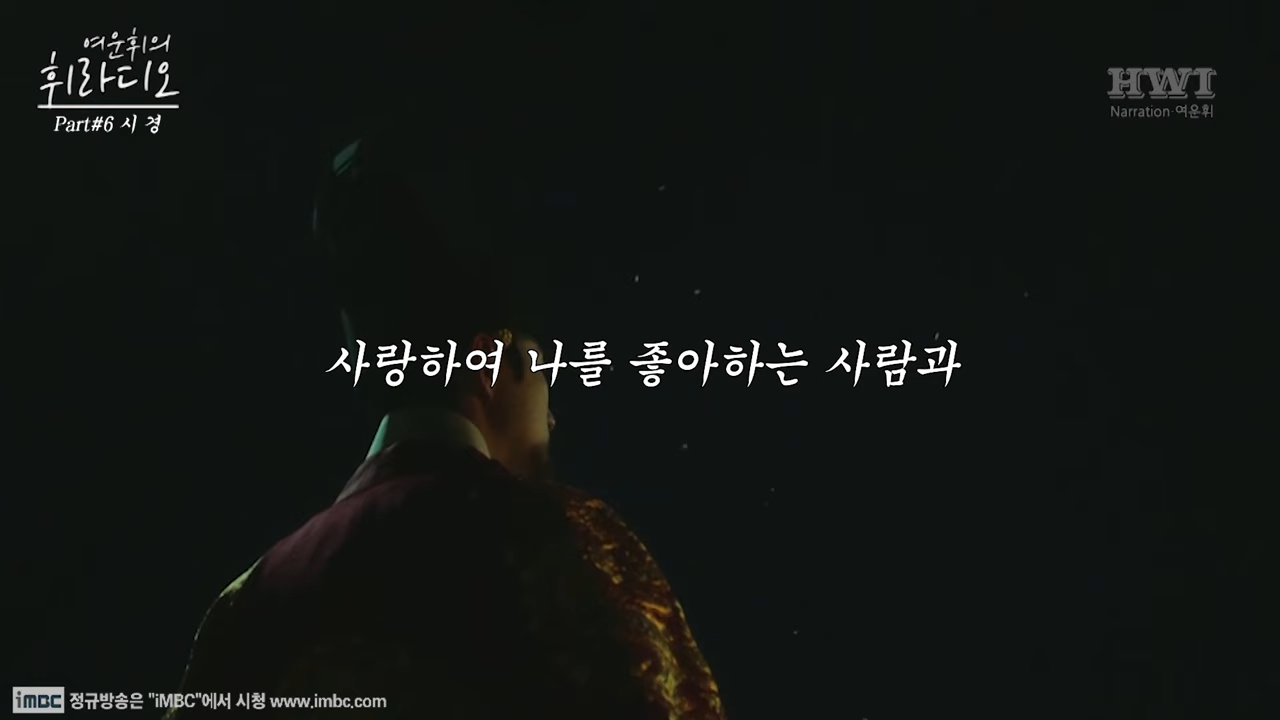 여운휘의
휘라디오
Part#6 시 경
HWI
Narration·여운휘
사랑하여 나를 좋아하는 사람과
iMBC 정규방송은 "iMBC"에서 시청 www.imbc.com